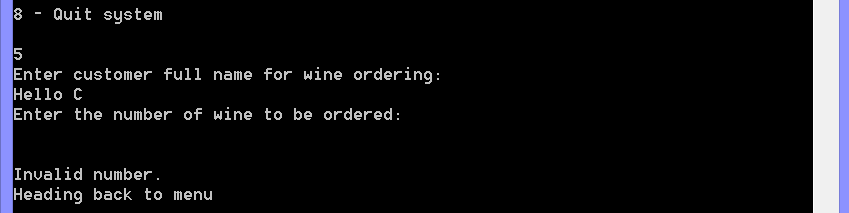 8 - Quit system
5
Enter customer full name for wine ordering:
Hello C
Enter the number of wine to be ordered:
Invalid number.
Heading back to menu